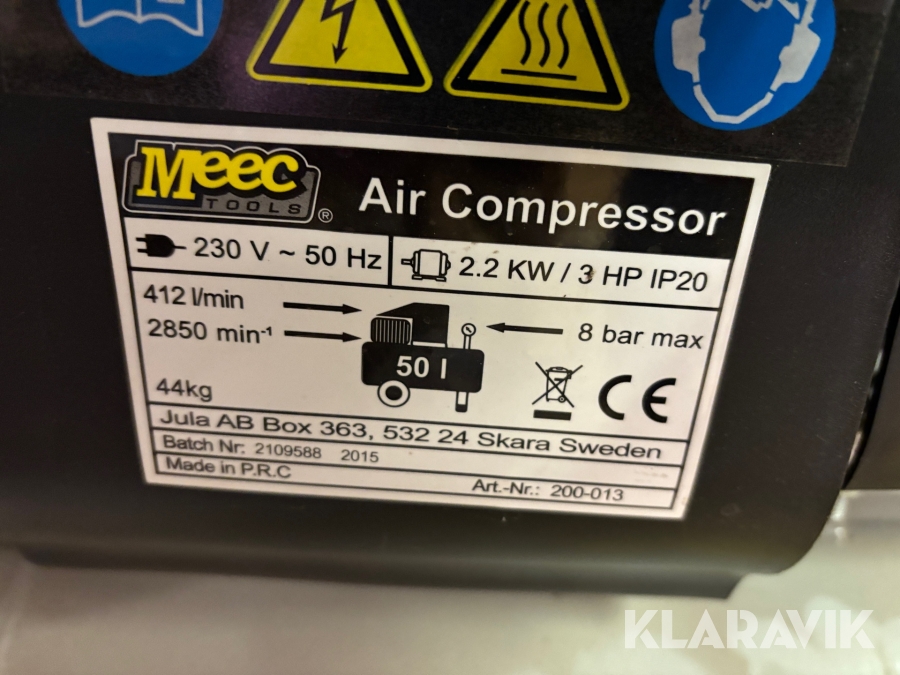 Meec
TOOLS ®
Air Compressor
230 V ~ 50 Hz
2.2 KW / 3 HP IP20
412 l/min
2850 min⁻¹
8 bar max
50 l
44kg
CE
Jula AB Box 363, 532 24 Skara Sweden
Batch Nr: 2109588 2015
Made in P.R.C
Art.-Nr.: 200-013
KLARAVIK